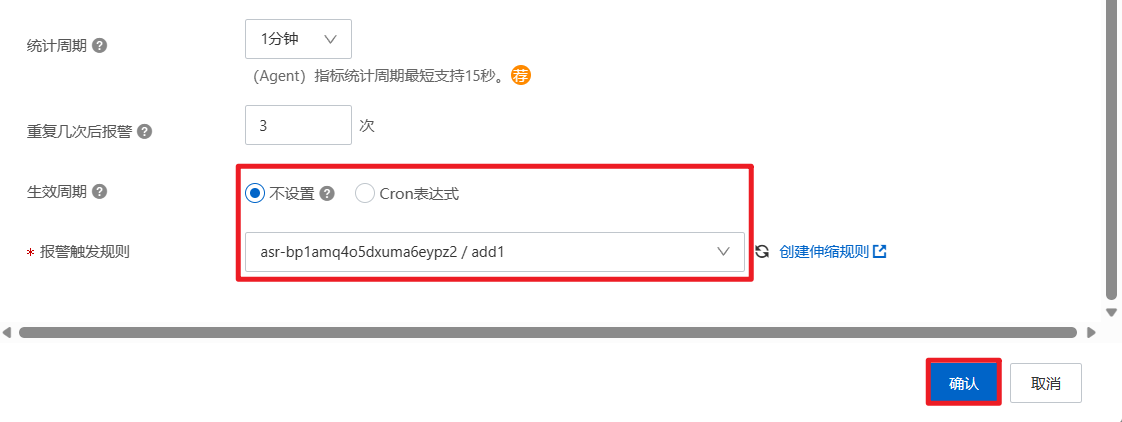 统计周期 ?
1分钟
（Agent）指标统计周期最短支持15秒。荐
重复几次后报警 ?
3 次
生效周期 ?
不设置 ? Cron表达式
* 报警触发规则
asr-bp1amq4o5dxuma6eypz2 / add1
创建伸缩规则
确认 取消